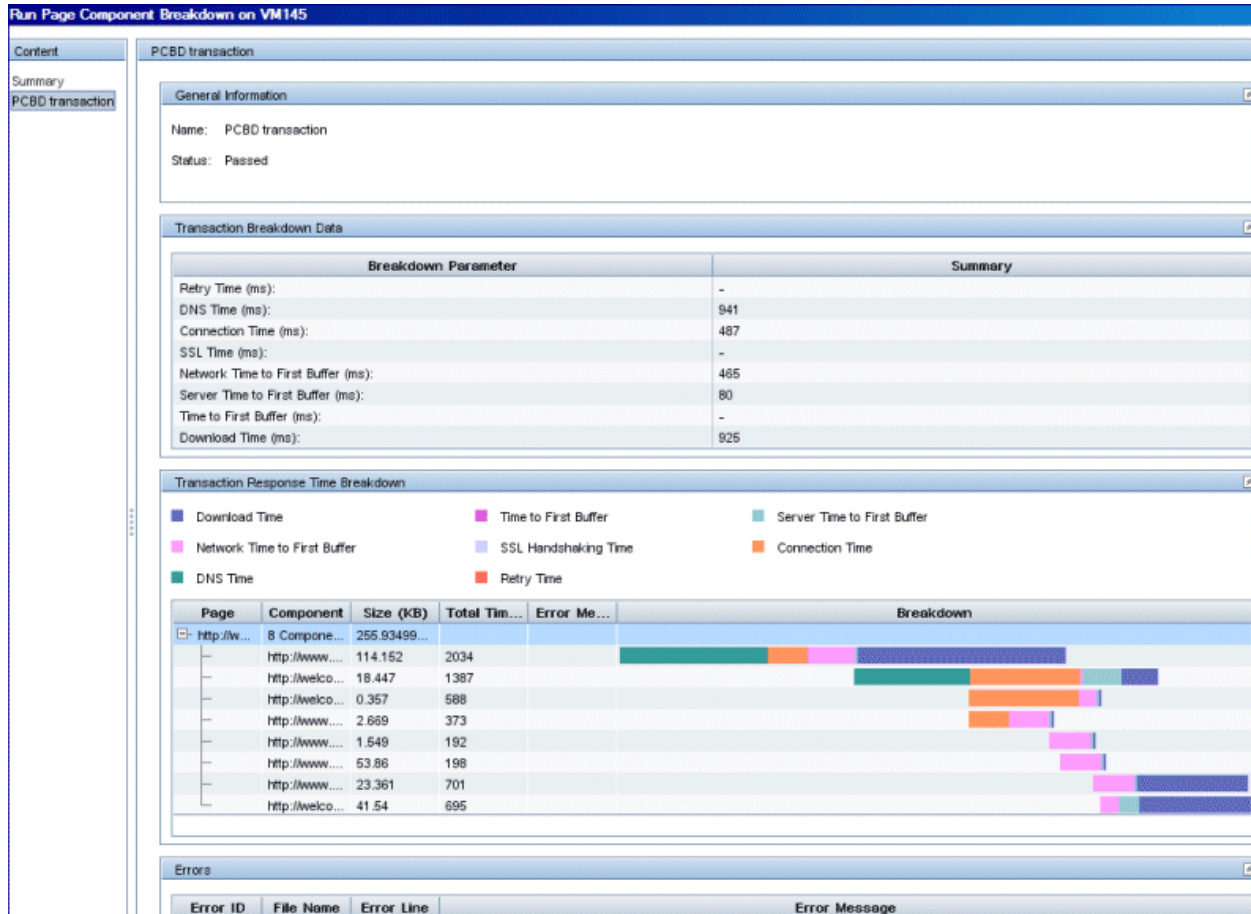 Run Page Component Breakdown on VM145
Content
Summary
PCBD transaction
PCBD transaction
General Information
Name: PCBD transaction
Status: Passed
Transaction Breakdown Data
Breakdown Parameter Summary
Retry Time (ms): -
DNS Time (ms): 941
Connection Time (ms): 487
SSL Time (ms): -
Network Time to First Buffer (ms): 465
Server Time to First Buffer (ms): 80
Time to First Buffer (ms): -
Download Time (ms): 925
Transaction Response Time Breakdown
Download Time Time to First Buffer Server Time to First Buffer
Network Time to First Buffer SSL Handshaking Time Connection Time
DNS Time Retry Time
Page Component Size (KB) Total Tim... Error Me... Breakdown
http://w... 8 Compone... 255.93499...
http://www.... 114.152 2034
http://welco... 18.447 1387
http://welco... 0.357 588
http://www.... 2.669 373
http://www.... 1.549 192
http://www.... 53.86 198
http://www.... 23.361 701
http://welco... 41.54 695
Errors
Error ID File Name Error Line Error Message